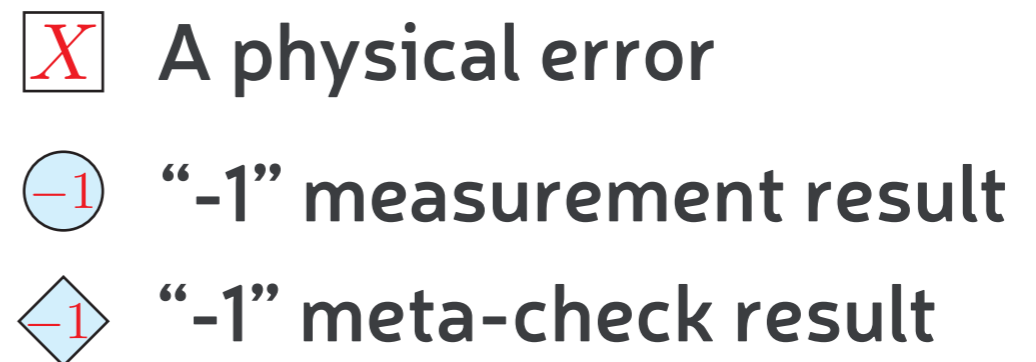 X A physical error
−1 “-1” measurement result
−1 “-1” meta-check result